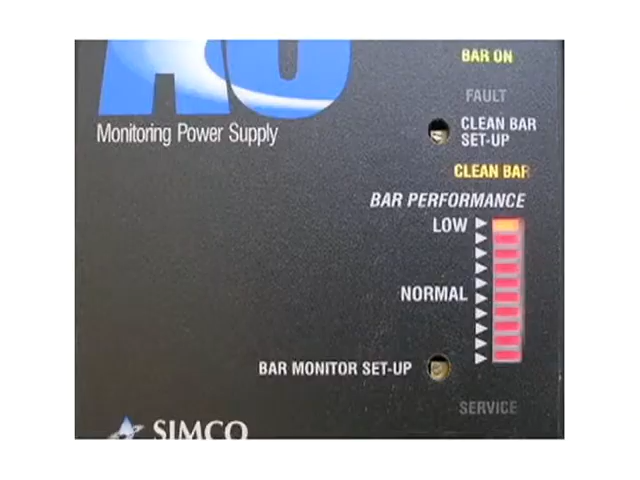 Monitoring Power Supply
BAR ON
FAULT
CLEAN BAR
SET-UP
CLEAN BAR
BAR PERFORMANCE
LOW
NORMAL
BAR MONITOR SET-UP
SERVICE
SIMCO